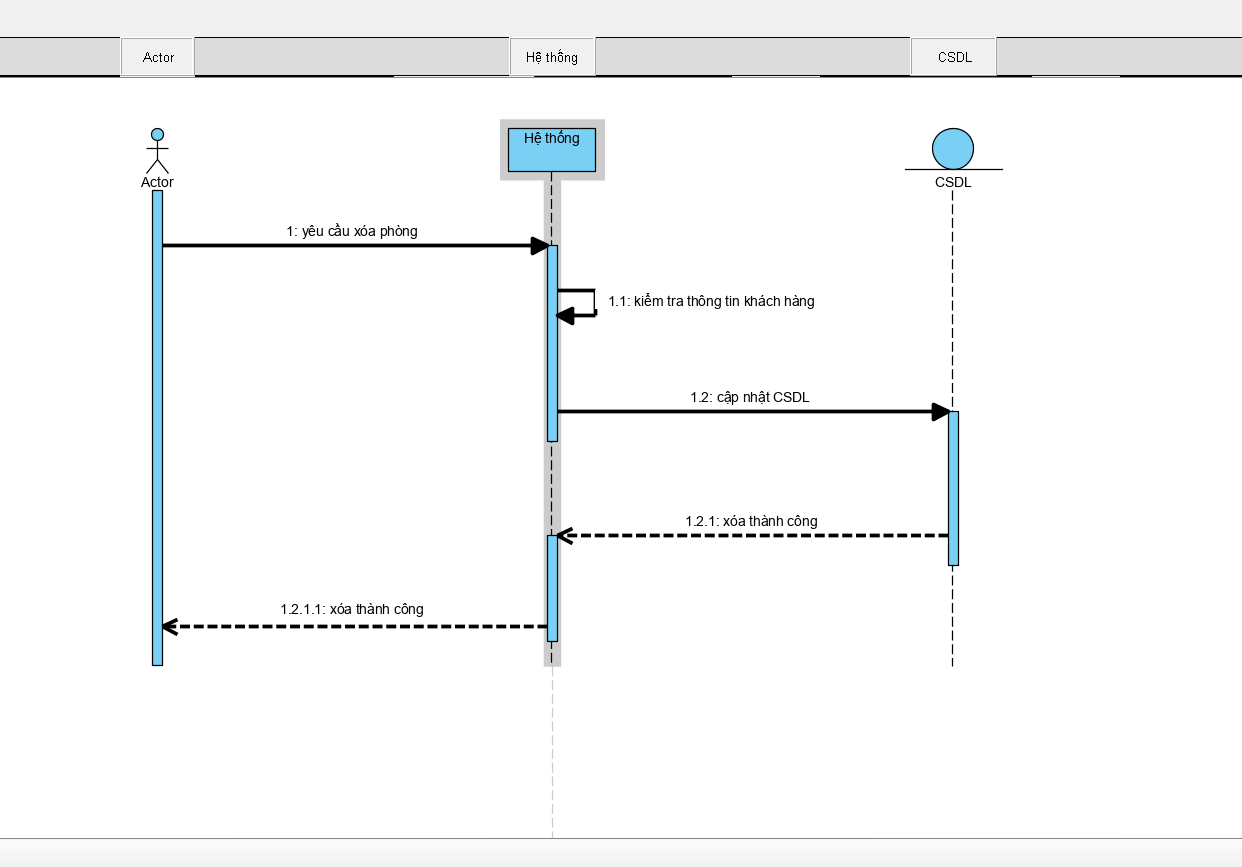 Actor
Hệ thống
CSDL
Hệ thống
Actor
CSDL
1: yêu cầu xóa phòng
1.1: kiểm tra thông tin khách hàng
1.2: cập nhật CSDL
1.2.1: xóa thành công
1.2.1.1: xóa thành công